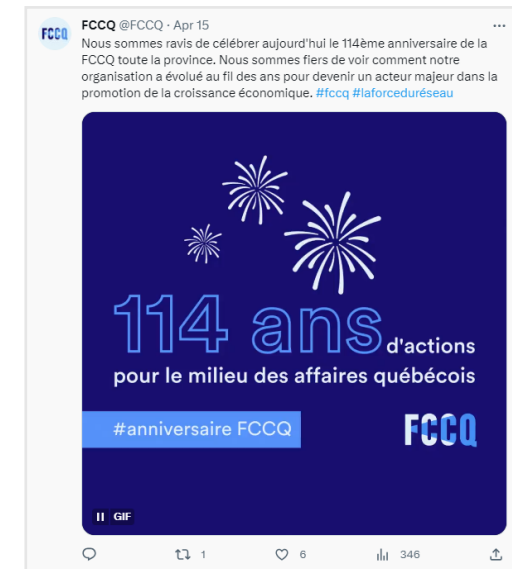 FCCQ
FCCQ @FCCQ · Apr 15 ...
Nous sommes ravis de célébrer aujourd'hui le 114ème anniversaire de la
FCCQ toute la province. Nous sommes fiers de voir comment notre
organisation a évolué au fil des ans pour devenir un acteur majeur dans la
promotion de la croissance économique. #fccq #laforceduréseau
114 ans d'actions
pour le milieu des affaires québécois
#anniversaire FCCQ
FCCQ
GIF
1 6 346